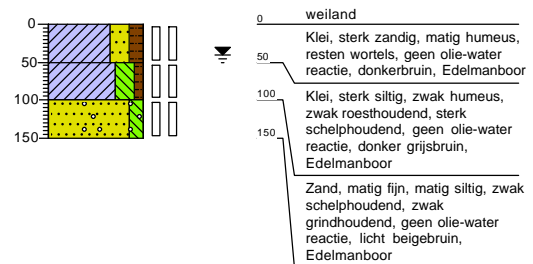 0
50
100
150
0
weiland
Klei, sterk zandig, matig humeus,
resten wortels, geen olie-water
reactie, donkerbruin, Edelmanboor
50
Klei, sterk siltig, zwak humeus,
zwak roesthoudend, sterk
schelphoudend, geen olie-water
reactie, donker grijsbruin,
Edelmanboor
100
Zand, matig fijn, matig siltig, zwak
schelphoudend, zwak
grindhoudend, geen olie-water
reactie, licht beigebruin,
Edelmanboor
150